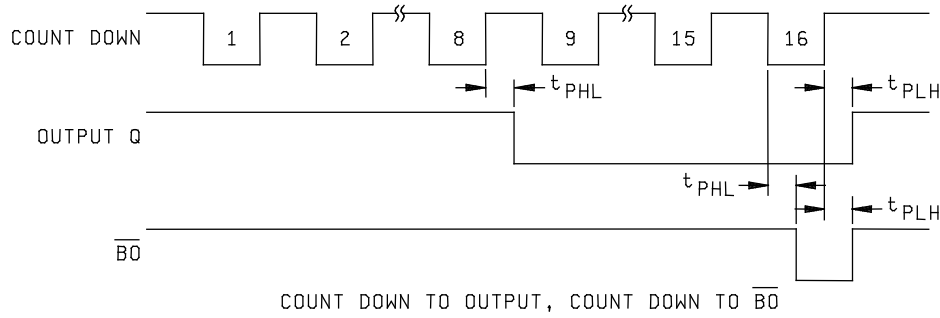 COUNT DOWN 1 2 8 9 15 16
tPHL tPLH
OUTPUT Q
tPHL
tPLH
BO
COUNT DOWN TO OUTPUT, COUNT DOWN TO BO